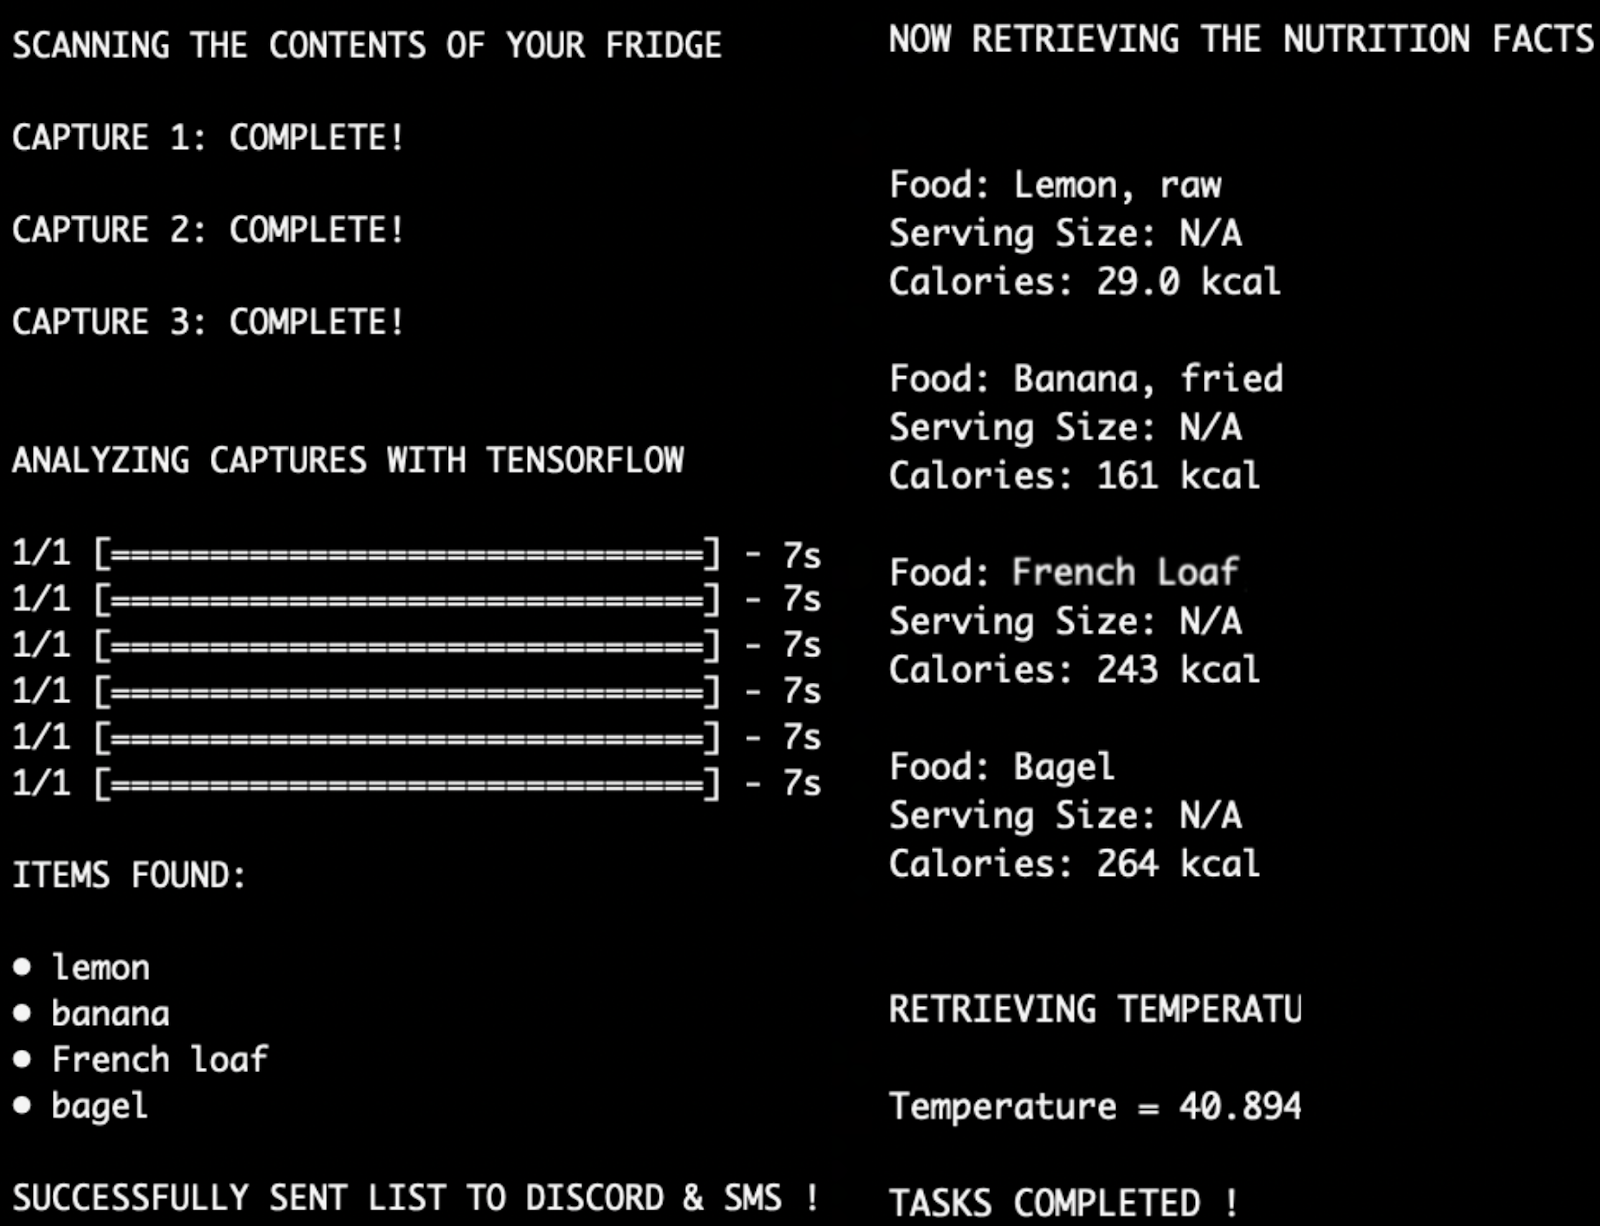 SCANNING THE CONTENTS OF YOUR FRIDGE
CAPTURE 1: COMPLETE!
CAPTURE 2: COMPLETE!
CAPTURE 3: COMPLETE!
ANALYZING CAPTURES WITH TENSORFLOW
1/1 [==============================] - 7s
1/1 [==============================] - 7s
1/1 [==============================] - 7s
1/1 [==============================] - 7s
1/1 [==============================] - 7s
1/1 [==============================] - 7s
ITEMS FOUND:
● lemon
● banana
● French loaf
● bagel
SUCCESSFULLY SENT LIST TO DISCORD & SMS !
NOW RETRIEVING THE NUTRITION FACTS
Food: Lemon, raw
Serving Size: N/A
Calories: 29.0 kcal
Food: Banana, fried
Serving Size: N/A
Calories: 161 kcal
Food: French Loaf
Serving Size: N/A
Calories: 243 kcal
Food: Bagel
Serving Size: N/A
Calories: 264 kcal
RETRIEVING TEMPERATU
Temperature = 40.894
TASKS COMPLETED !